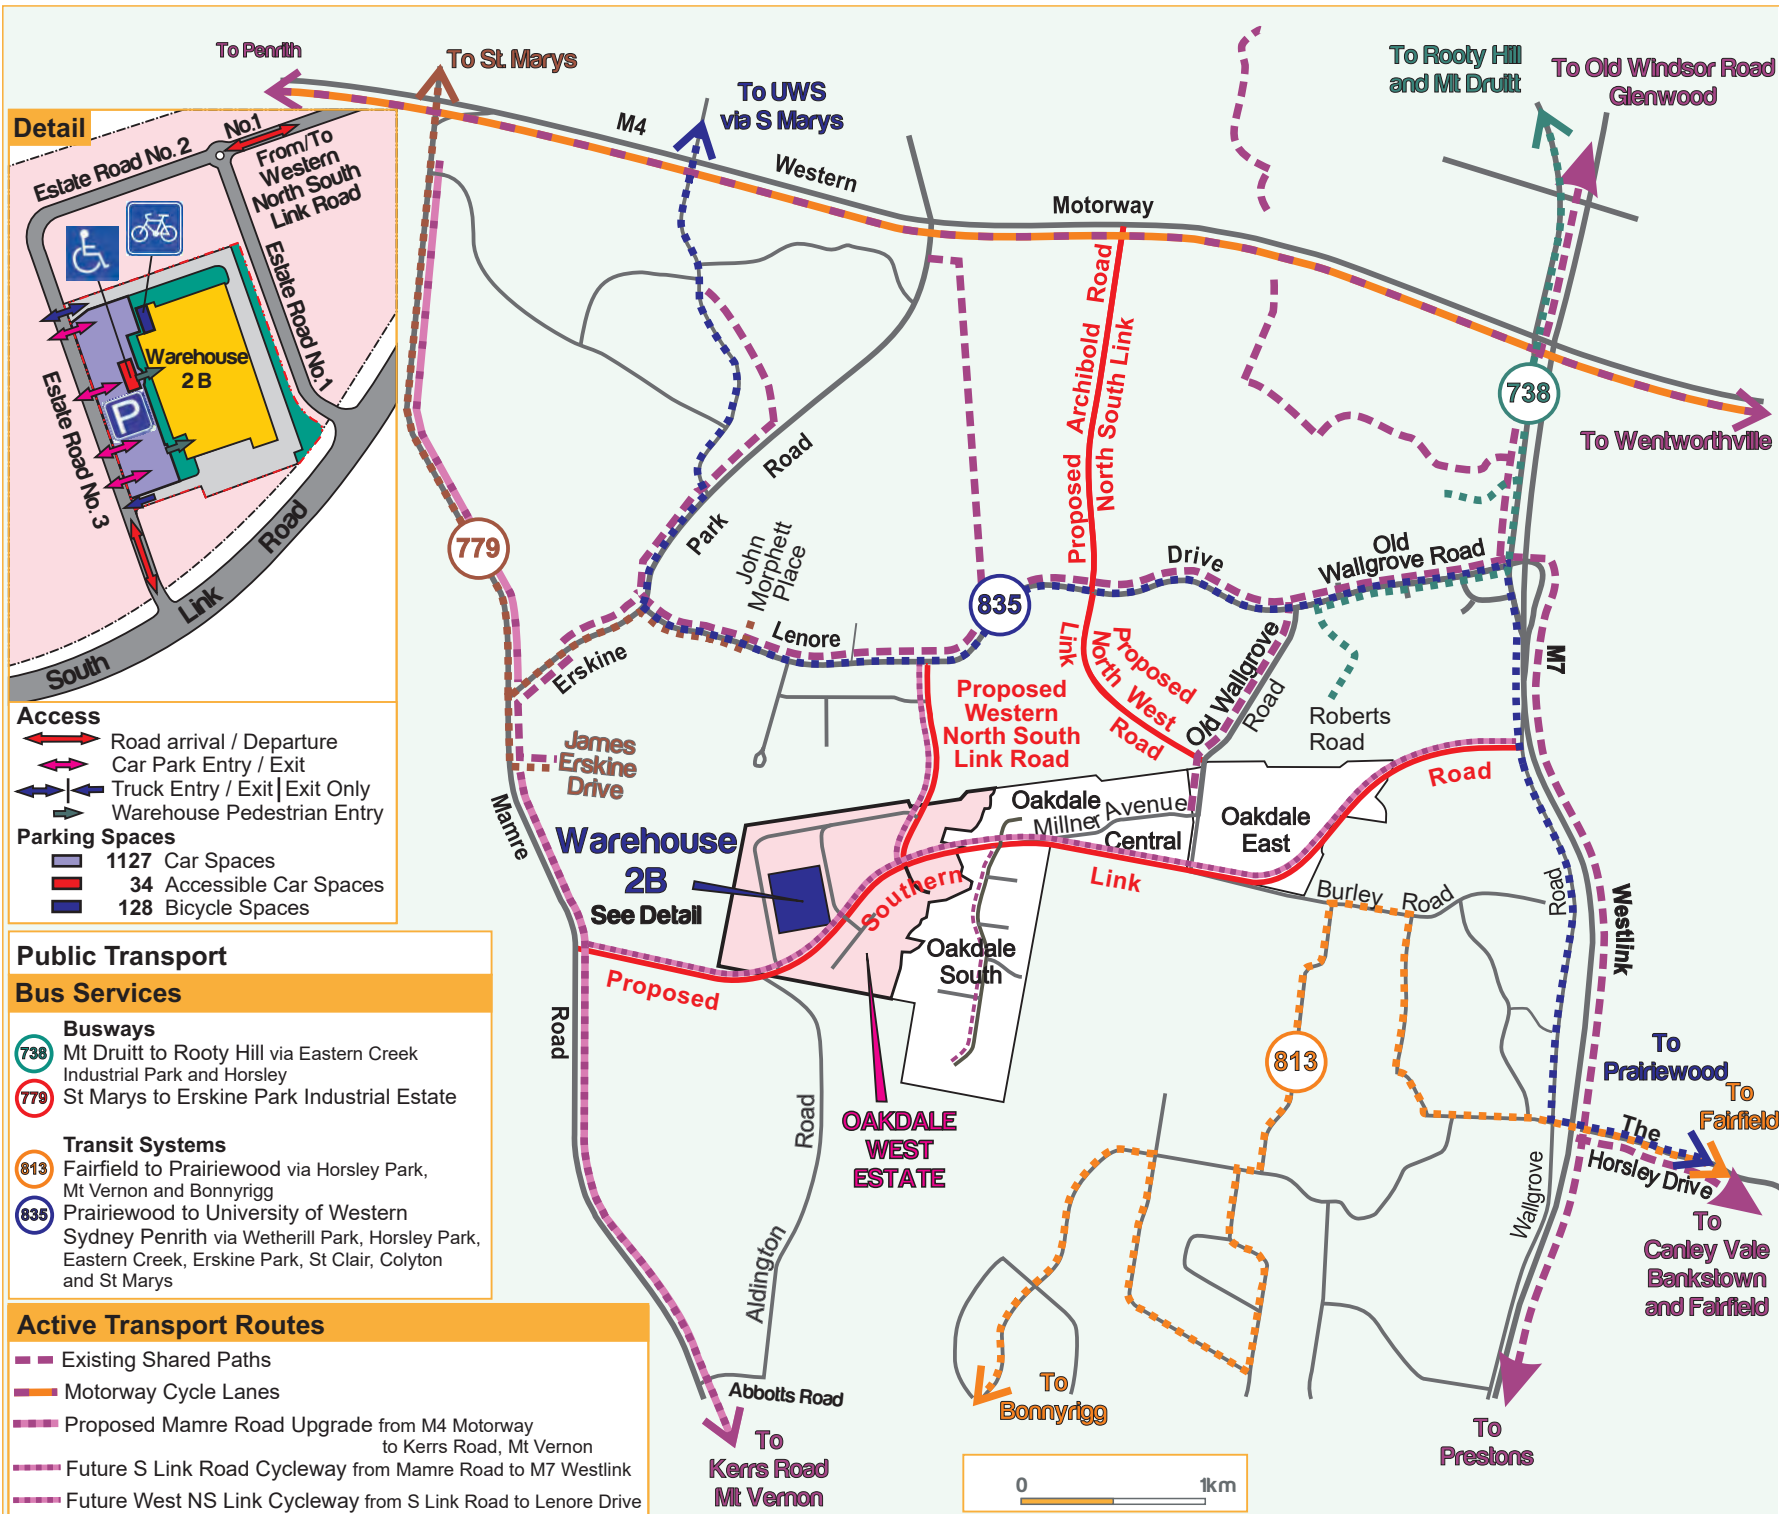 To Penrith
To St. Marys
To UWS
via S Marys
To Rooty Hill
and Mt Druitt
To Old Windsor Road
Glenwood
M4
Western
Motorway
To Wentworthville
Detail
No.1
Estate Road No. 2
From/To
Western
North South
Link Road
Estate Road No.1
Warehouse
2 B
P
Estate Road No. 3
South
Link
Road
Access
Road arrival / Departure
Car Park Entry / Exit
Truck Entry / Exit | Exit Only
Warehouse Pedestrian Entry
Parking Spaces
1127 Car Spaces
34 Accessible Car Spaces
128 Bicycle Spaces
Public Transport
Bus Services
Busways
738 Mt Druitt to Rooty Hill via Eastern Creek
Industrial Park and Horsley
779 St Marys to Erskine Park Industrial Estate
Transit Systems
813 Fairfield to Prairiewood via Horsley Park,
Mt Vernon and Bonnyrigg
835 Prairiewood to University of Western
Sydney Penrith via Wetherill Park, Horsley Park,
Eastern Creek, Erskine Park, St Clair, Colyton
and St Marys
Active Transport Routes
Existing Shared Paths
Motorway Cycle Lanes
Proposed Mamre Road Upgrade from M4 Motorway
to Kerrs Road, Mt Vernon
Future S Link Road Cycleway from Mamre Road to M7 Westlink
Future West NS Link Cycleway from S Link Road to Lenore Drive
738
779
835
813
Proposed Archibold Road
North South Link
Road
Park
Erskine
John
Morphett
Place
Lenore
Drive
Old
Wallgrove Road
Link
Proposed
North West
Road
Old Wallgrove
Road
Roberts
Road
M7
Proposed
Western
North South
Link Road
James
Erskine
Drive
Mamre
Road
Warehouse
2B
See Detail
Oakdale
Central
Millner Avenue
Oakdale
East
Oakdale
South
Proposed
Southern
Link
Road
Burley Road
Road
Westlink
OAKDALE
WEST
ESTATE
Road
Aldington
Abbotts Road
To
Kerrs Road
Mt Vernon
To
Bonnyrigg
To
Prairiewood
To
Fairfield
The
Horsley Drive
Wallgrove
To
Canley Vale
Bankstown
and Fairfield
To
Prestons
0 1km